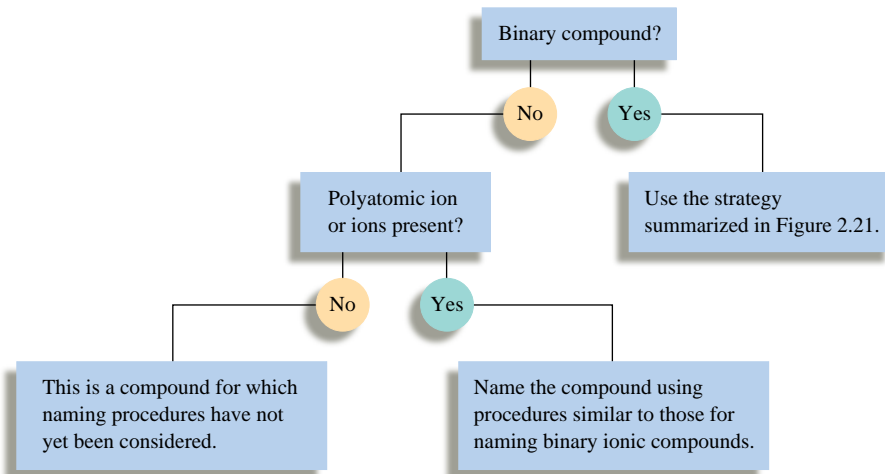 Binary compound?
No
Yes
Polyatomic ion
or ions present?
Use the strategy
summarized in Figure 2.21.
No
Yes
This is a compound for which
naming procedures have not
yet been considered.
Name the compound using
procedures similar to those for
naming binary ionic compounds.